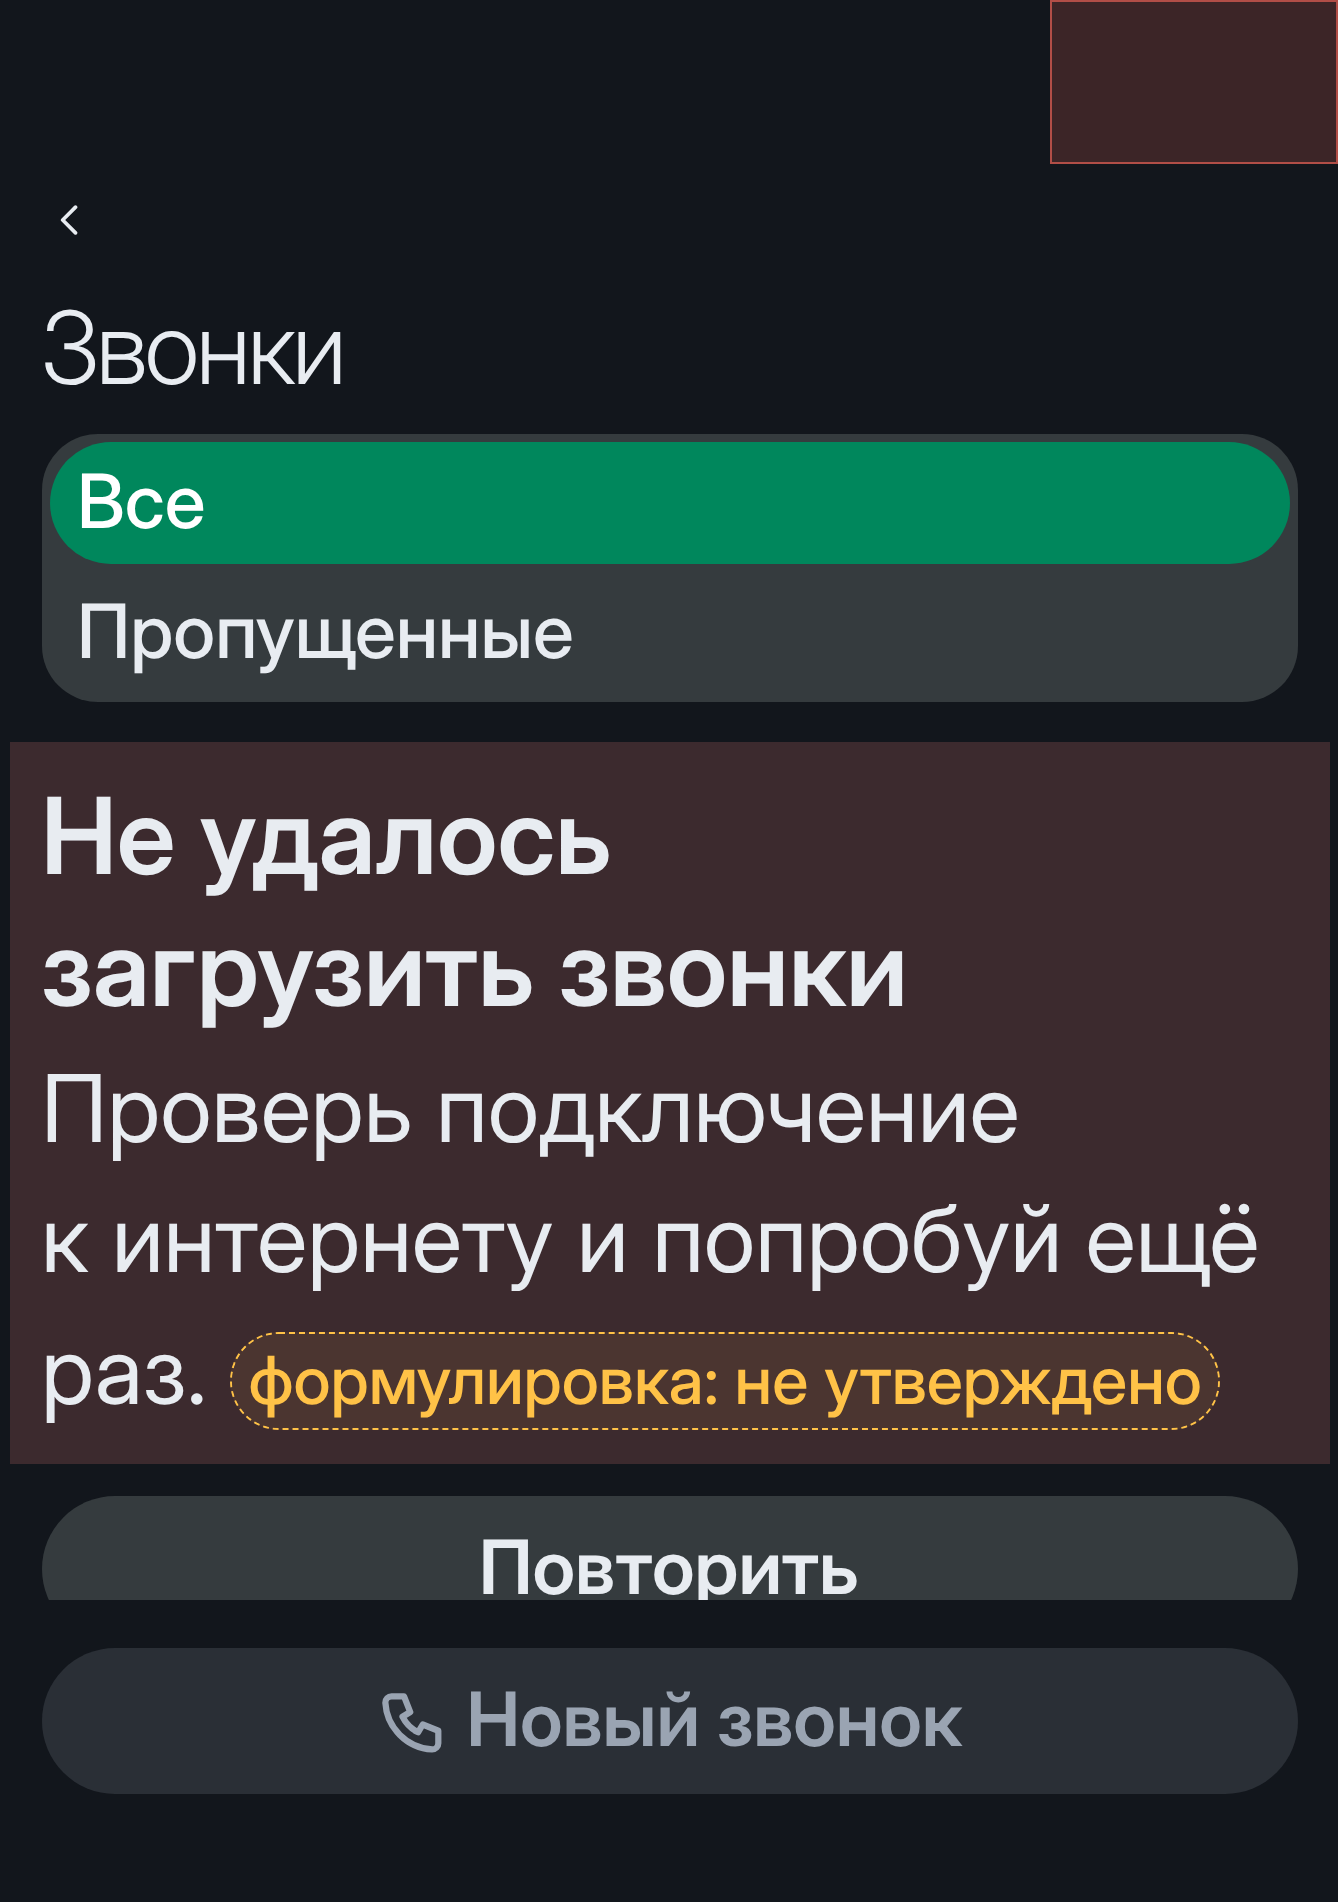 Звонки
Все
Пропущенные
Не удалось
загрузить звонки
Проверь подключение
к интернету и попробуй ещё
раз. формулировка: не утверждено
Повторить
Новый звонок